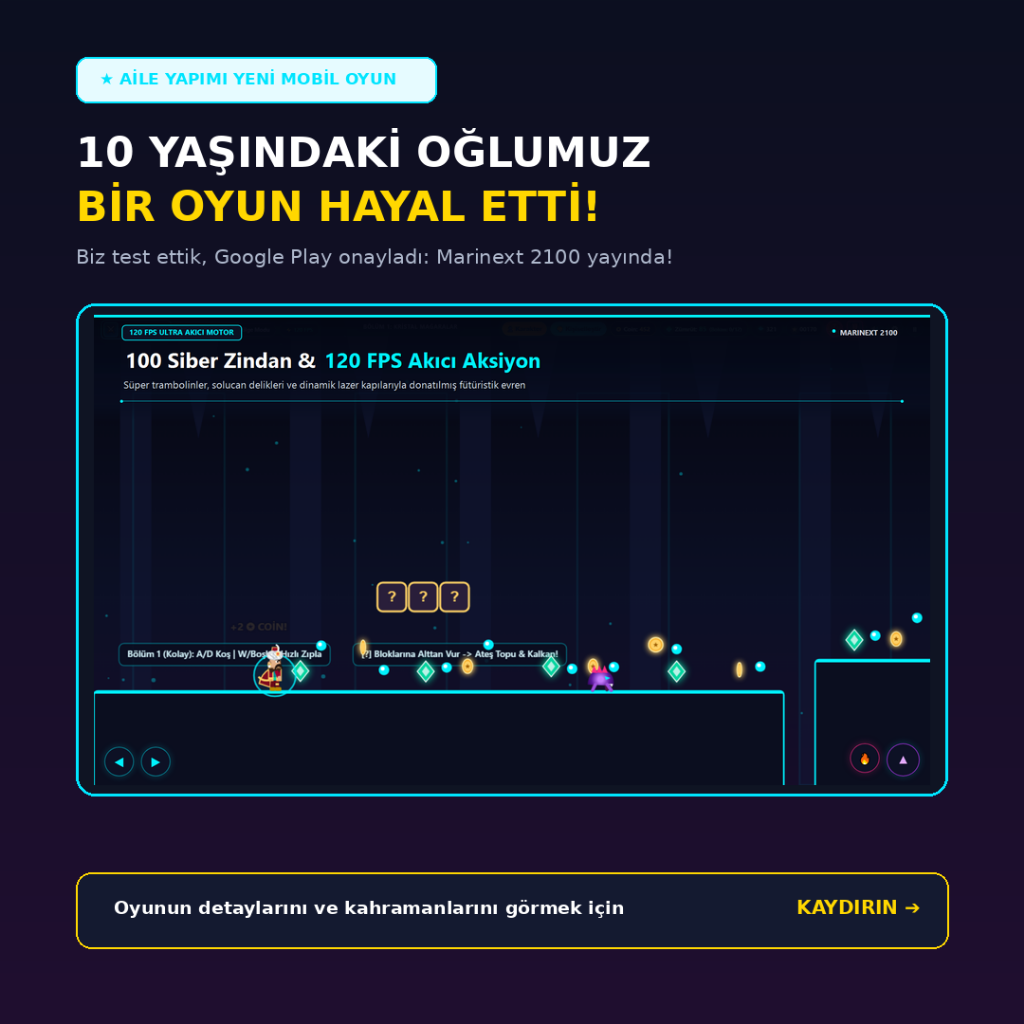 ★ AİLE YAPIMI YENİ MOBİL OYUN
10 YAŞINDAKİ OĞLUMUZ
BİR OYUN HAYAL ETTİ!
Biz test ettik, Google Play onayladı: Marinext 2100 yayında!
120 FPS ULTRA AKICI MOTOR
MARINEXT 2100
100 Siber Zindan & 120 FPS Akıcı Aksiyon
Süper trambolinler, solucan delikleri ve dinamik lazer kapılarıyla donatılmış fütüristik evren
? ? ?
+2 COİN!
Bölüm 1 (Kolay): A/D Koş | Hızlı Zıpla
[?] Bloklarına Alttan Vur -> Ateş Topu & Kalkan!
Oyunun detaylarını ve kahramanlarını görmek için
KAYDIRIN →